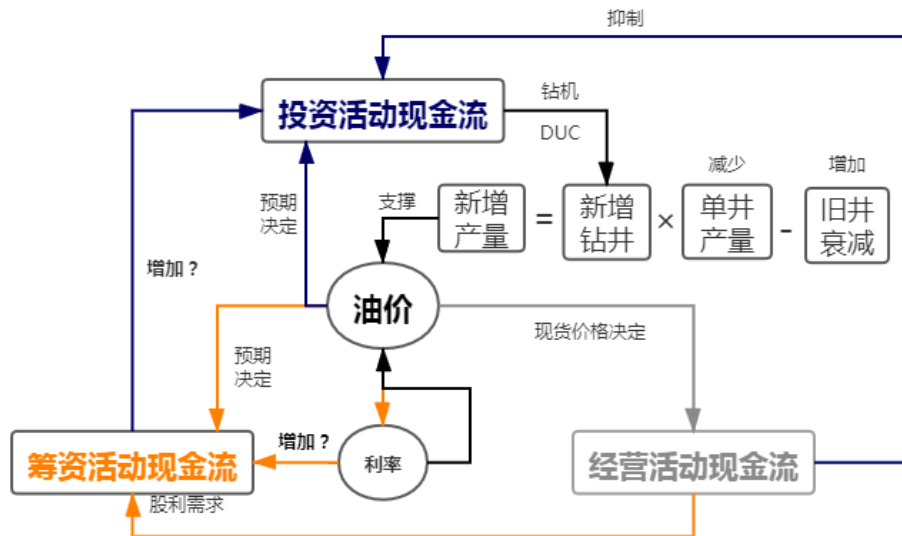 抑制
钻机
投资活动现金流
DUC
减少
增加
预期
决定
支撑
新增
产量
=
新增
钻井
×
单井
产量
-
旧井
衰减
增加？
油价
现货价格决定
预期
决定
增加？
利率
筹资活动现金流
经营活动现金流
股利需求